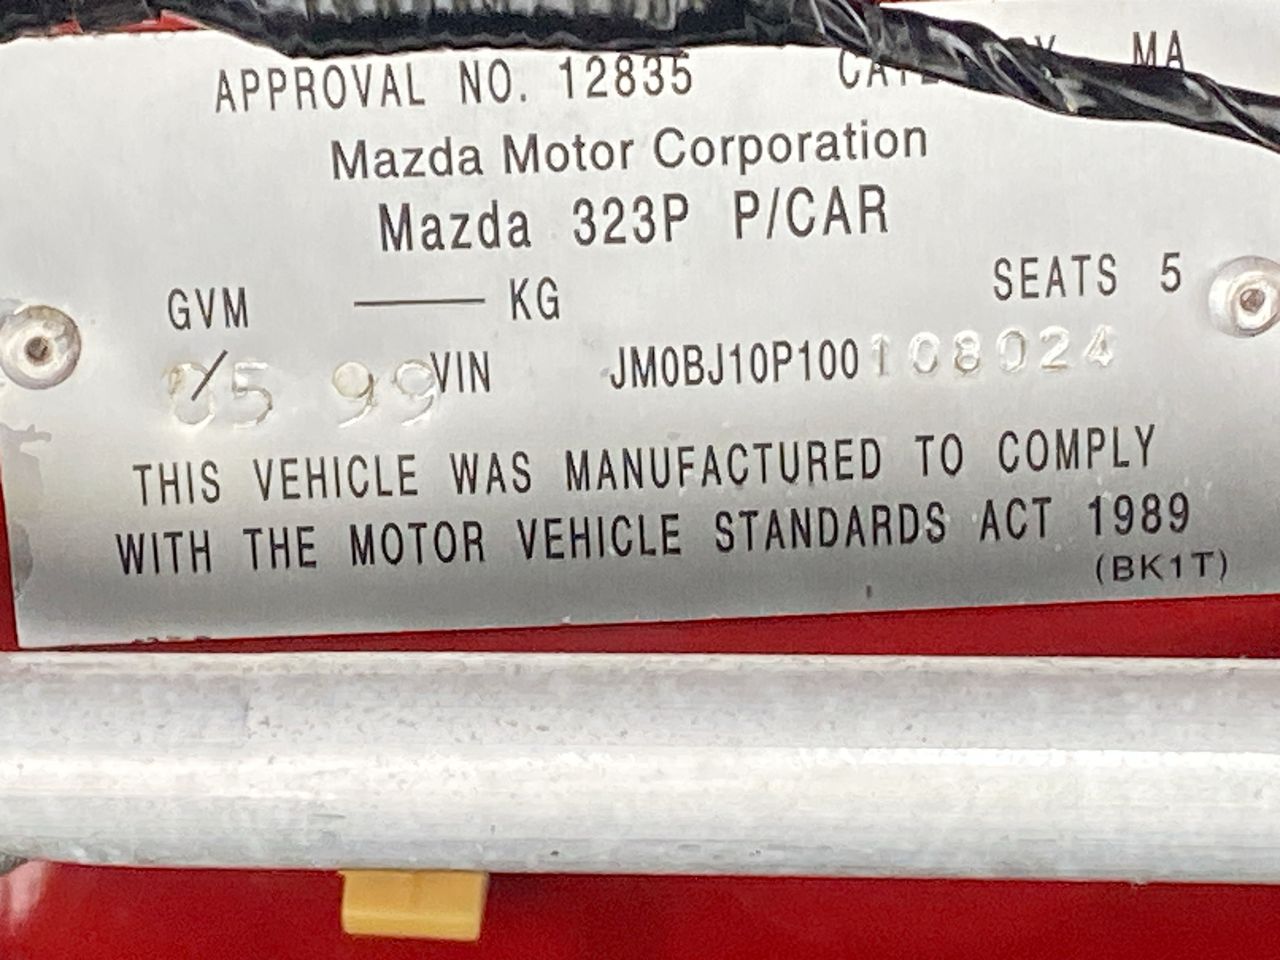 APPROVAL NO. 12835 MA
Mazda Motor Corporation
Mazda 323P P/CAR
GVM — KG SEATS 5
05/99 VIN JM0BJ10P100108024
THIS VEHICLE WAS MANUFACTURED TO COMPLY
WITH THE MOTOR VEHICLE STANDARDS ACT 1989
(BK1T)